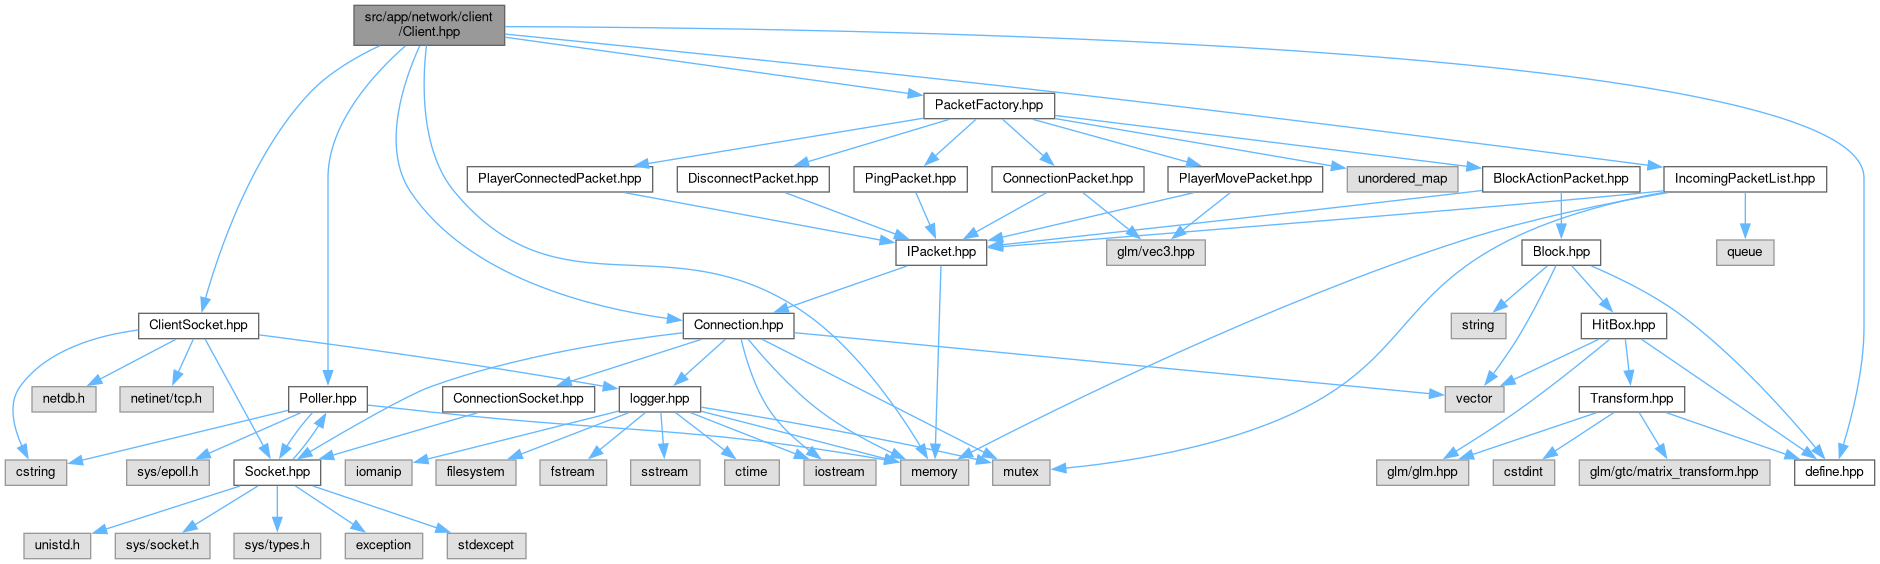 src/app/network/client
/Client.hpp
PacketFactory.hpp
PlayerConnectedPacket.hpp
DisconnectPacket.hpp
PingPacket.hpp
ConnectionPacket.hpp
PlayerMovePacket.hpp
unordered_map
BlockActionPacket.hpp
IncomingPacketList.hpp
IPacket.hpp
glm/vec3.hpp
Block.hpp
queue
ClientSocket.hpp
Connection.hpp
string
HitBox.hpp
netdb.h
netinet/tcp.h
Poller.hpp
ConnectionSocket.hpp
logger.hpp
vector
Transform.hpp
cstring
sys/epoll.h
Socket.hpp
iomanip
filesystem
fstream
sstream
ctime
iostream
memory
mutex
glm/glm.hpp
cstdint
glm/gtc/matrix_transform.hpp
define.hpp
unistd.h
sys/socket.h
sys/types.h
exception
stdexcept